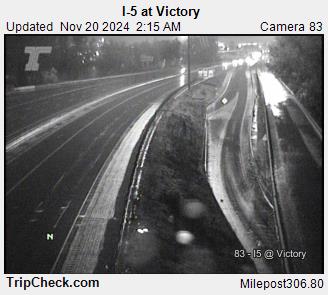 I-5 at Victory
Updated Nov 20 2024 2:15 AM Camera 83
T
N
83 - I5 @ Victory
TripCheck.com Milepost306.80